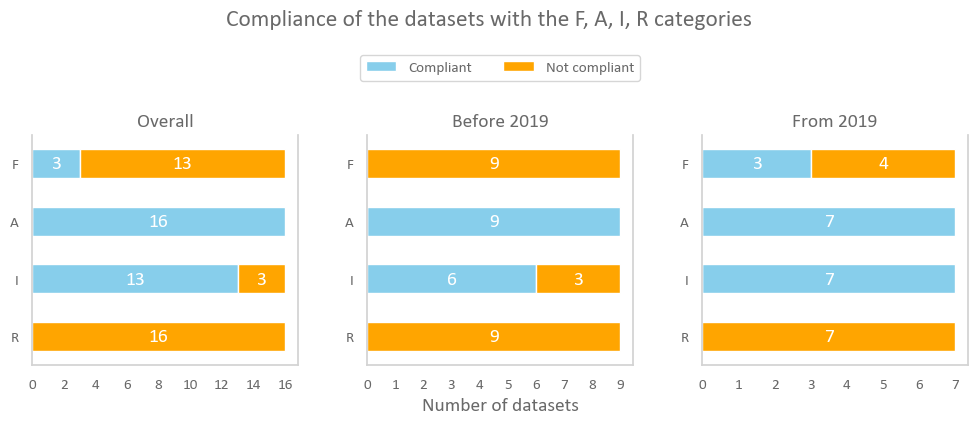 Compliance of the datasets with the F, A, I, R categories
Compliant Not compliant
Overall
F 3 13
A 16
I 13 3
R 16
0 2 4 6 8 10 12 14 16
Before 2019
F 9
A 9
I 6 3
R 9
0 1 2 3 4 5 6 7 8 9
Number of datasets
From 2019
F 3 4
A 7
I 7
R 7
0 1 2 3 4 5 6 7